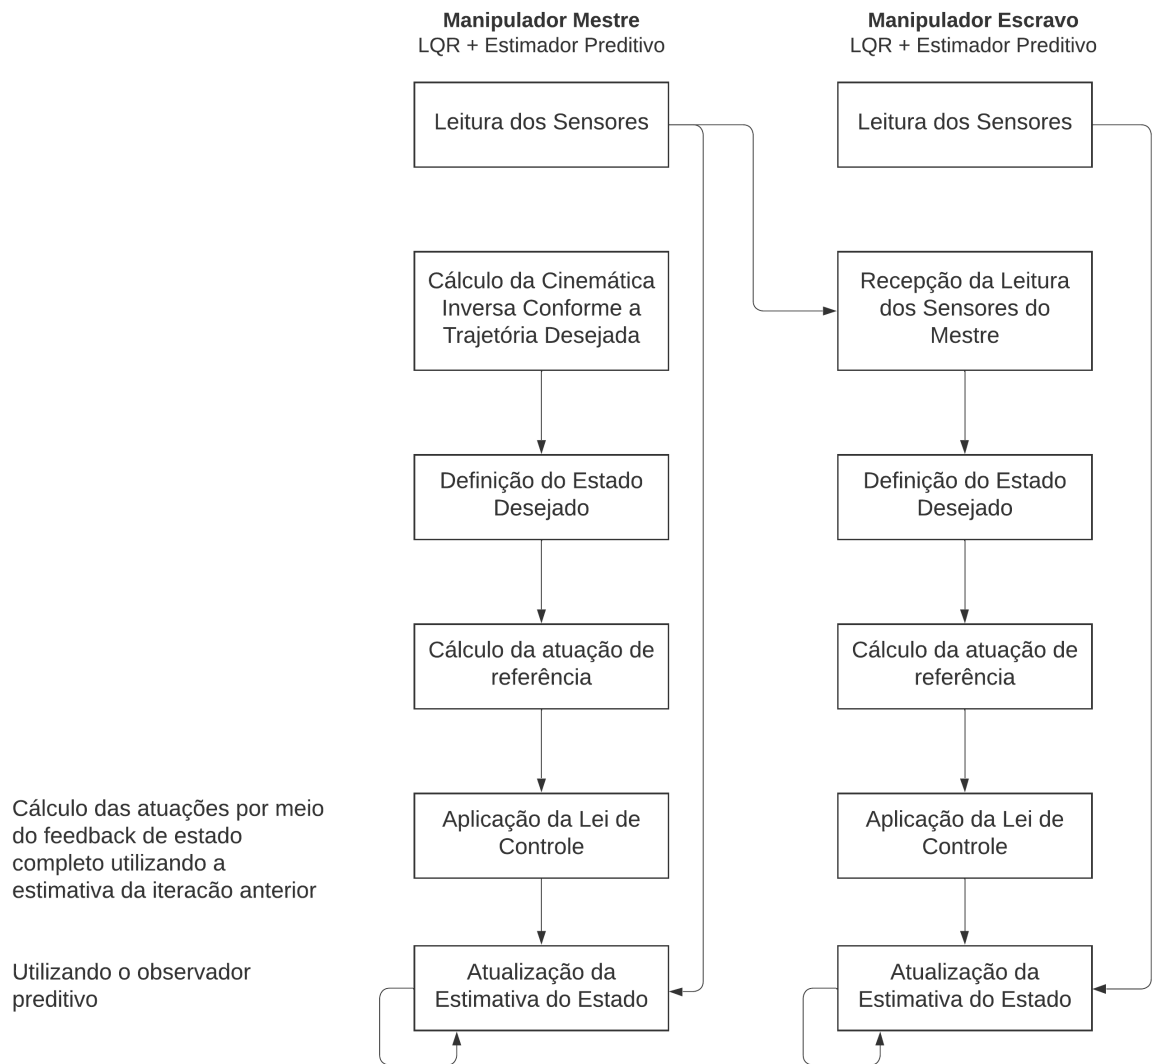 Manipulador Mestre
LQR + Estimador Preditivo
Manipulador Escravo
LQR + Estimador Preditivo
Leitura dos Sensores
Leitura dos Sensores
Cálculo da Cinemática
Inversa Conforme a
Trajetória Desejada
Recepção da Leitura
dos Sensores do
Mestre
Definição do Estado
Desejado
Definição do Estado
Desejado
Cálculo da atuação de
referência
Cálculo da atuação de
referência
Cálculo das atuações por meio
do feedback de estado
completo utilizando a
estimativa da iteracão anterior
Aplicação da Lei de
Controle
Aplicação da Lei de
Controle
Utilizando o observador
preditivo
Atualização da
Estimativa do Estado
Atualização da
Estimativa do Estado